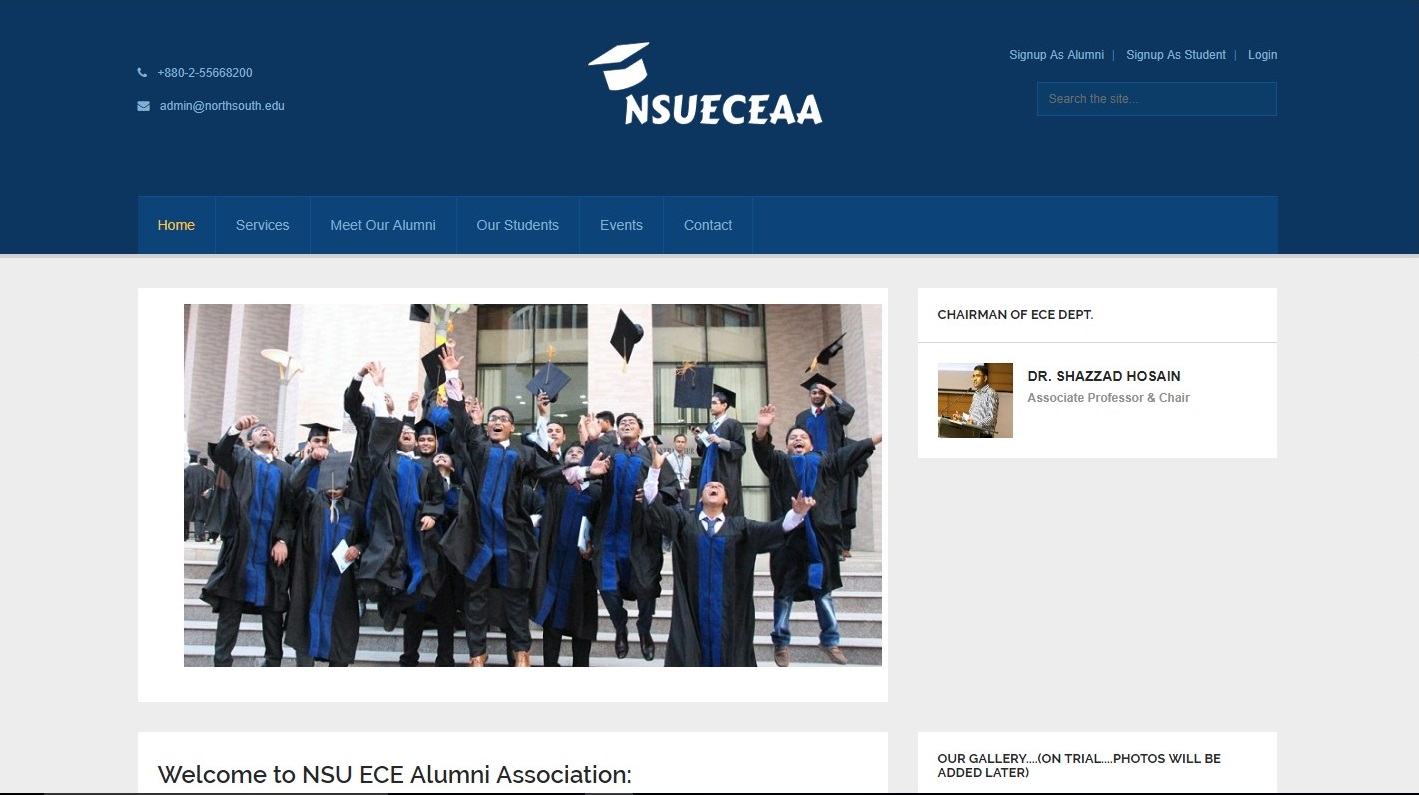 +880-2-55668200
admin@northsouth.edu
NSUECEAA
Signup As Alumni | Signup As Student | Login
Search the site...
Home Services Meet Our Alumni Our Students Events Contact
CHAIRMAN OF ECE DEPT.
DR. SHAZZAD HOSAIN
Associate Professor & Chair
Welcome to NSU ECE Alumni Association:
OUR GALLERY....(ON TRIAL....PHOTOS WILL BE
ADDED LATER)